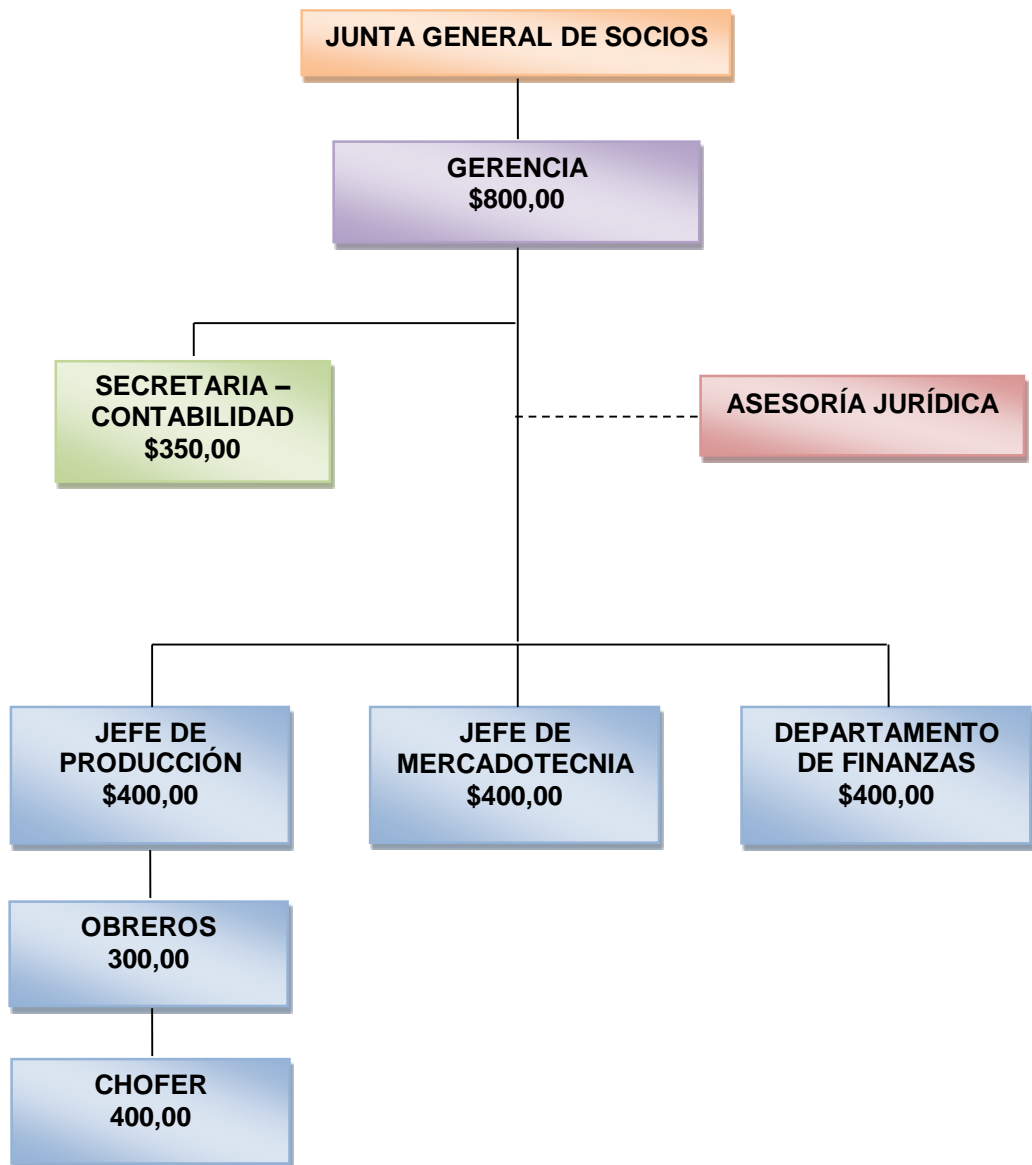 JUNTA GENERAL DE SOCIOS
GERENCIA
$800,00
SECRETARIA –
CONTABILIDAD
$350,00
ASESORÍA JURÍDICA
JEFE DE
PRODUCCIÓN
$400,00
JEFE DE
MERCADOTECNIA
$400,00
DEPARTAMENTO
DE FINANZAS
$400,00
OBREROS
300,00
CHOFER
400,00